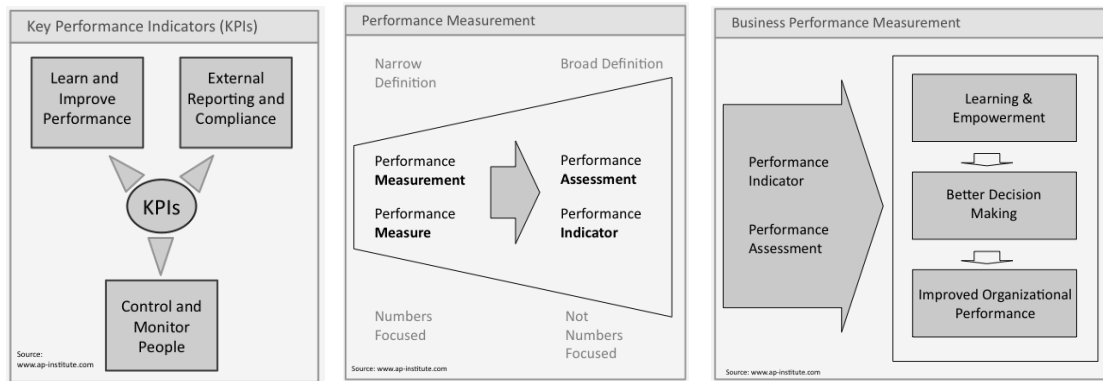 Key Performance Indicators (KPIs)
Learn and
Improve
Performance
External
Reporting and
Compliance
KPIs
Control and
Monitor
People
Source:
www.ap-institute.com
Performance Measurement
Narrow
Definition
Broad Definition
Performance
Measurement
Performance
Measure
Performance
Assessment
Performance
Indicator
Numbers
Focused
Not
Numbers
Focused
Source: www.ap-institute.com
Business Performance Measurement
Performance
Indicator
Performance
Assessment
Learning &
Empowerment
Better Decision
Making
Improved Organizational
Performance
Source: www.ap-institute.com